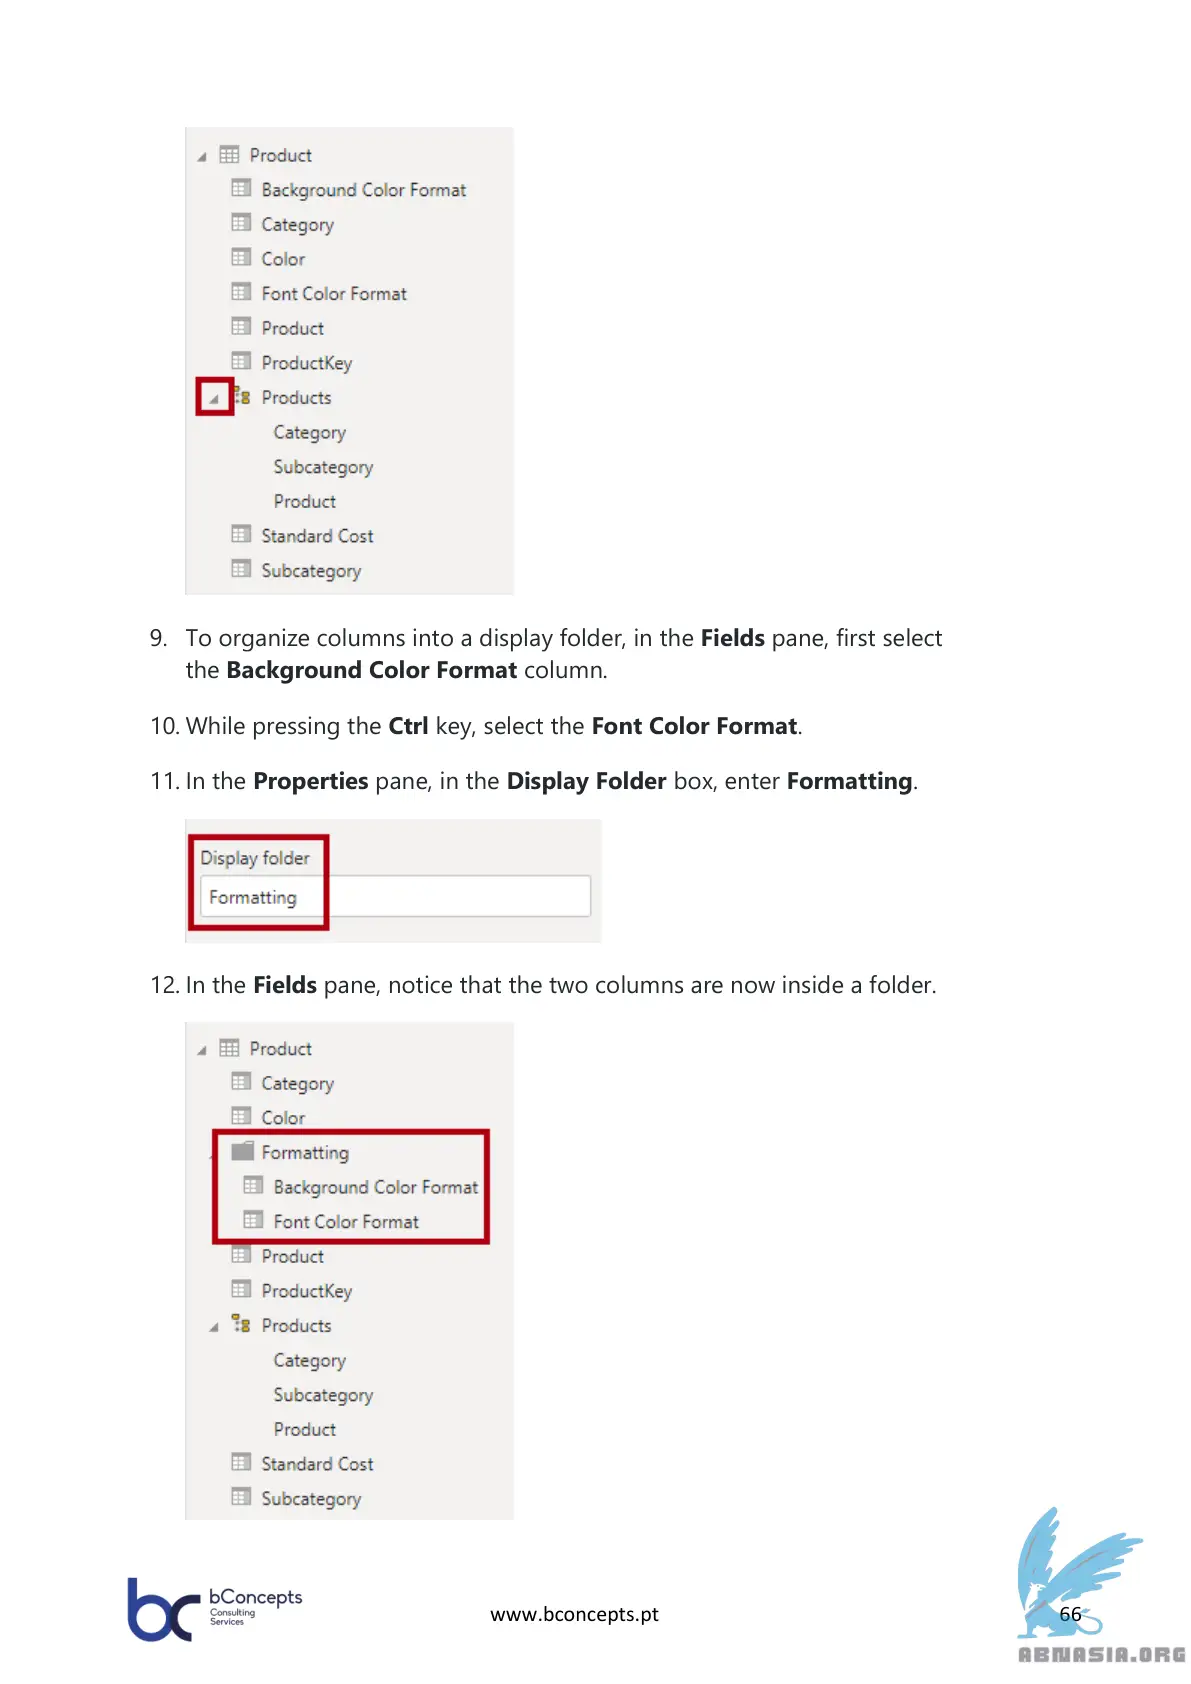 Product
Background Color Format
Category
Color
Font Color Format
Product
ProductKey
Products
Category
Subcategory
Product
Standard Cost
Subcategory
9. To organize columns into a display folder, in the Fields pane, first select
the Background Color Format column.
10. While pressing the Ctrl key, select the Font Color Format.
11. In the Properties pane, in the Display Folder box, enter Formatting.
Display folder
Formatting
12. In the Fields pane, notice that the two columns are now inside a folder.
Product
Category
Color
Formatting
Background Color Format
Font Color Format
Product
ProductKey
Products
Category
Subcategory
Product
Standard Cost
Subcategory
bc bConcepts
Consulting
Services
www.bconcepts.pt
66
ABNASIA.ORG